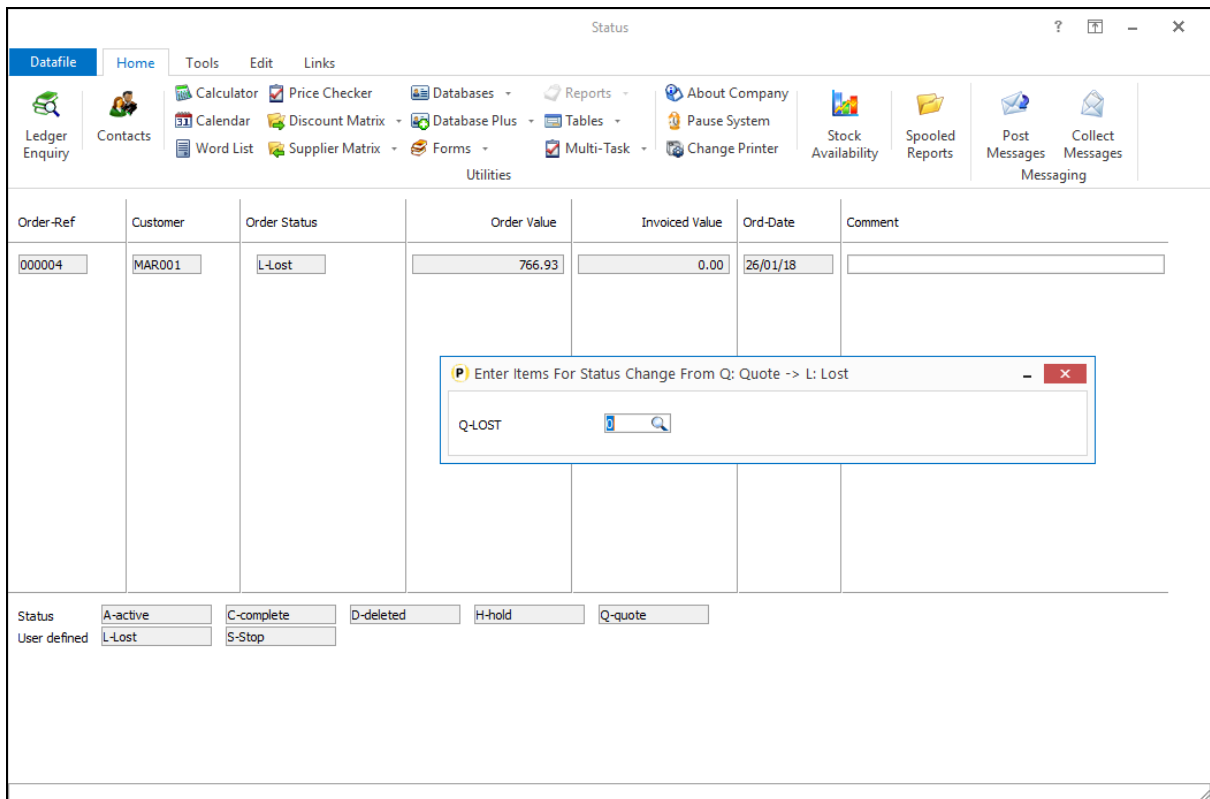 Status
?
Datafile Home Tools Edit Links
Calculator Price Checker Databases Reports About Company
Calendar Discount Matrix Database Plus Tables Pause System
Word List Supplier Matrix Forms Multi-Task Change Printer
Ledger Enquiry
Contacts
Stock Availability
Spooled Reports
Post Messages
Collect Messages
Utilities
Messaging
Order-Ref Customer Order Status Order Value Invoiced Value Ord-Date Comment
000004 MAR001 L-Lost 766.93 0.00 26/01/18
P Enter Items For Status Change From Q: Quote -> L: Lost
Q-LOST 0
Status A-active C-complete D-deleted H-hold Q-quote
User defined L-Lost S-Stop